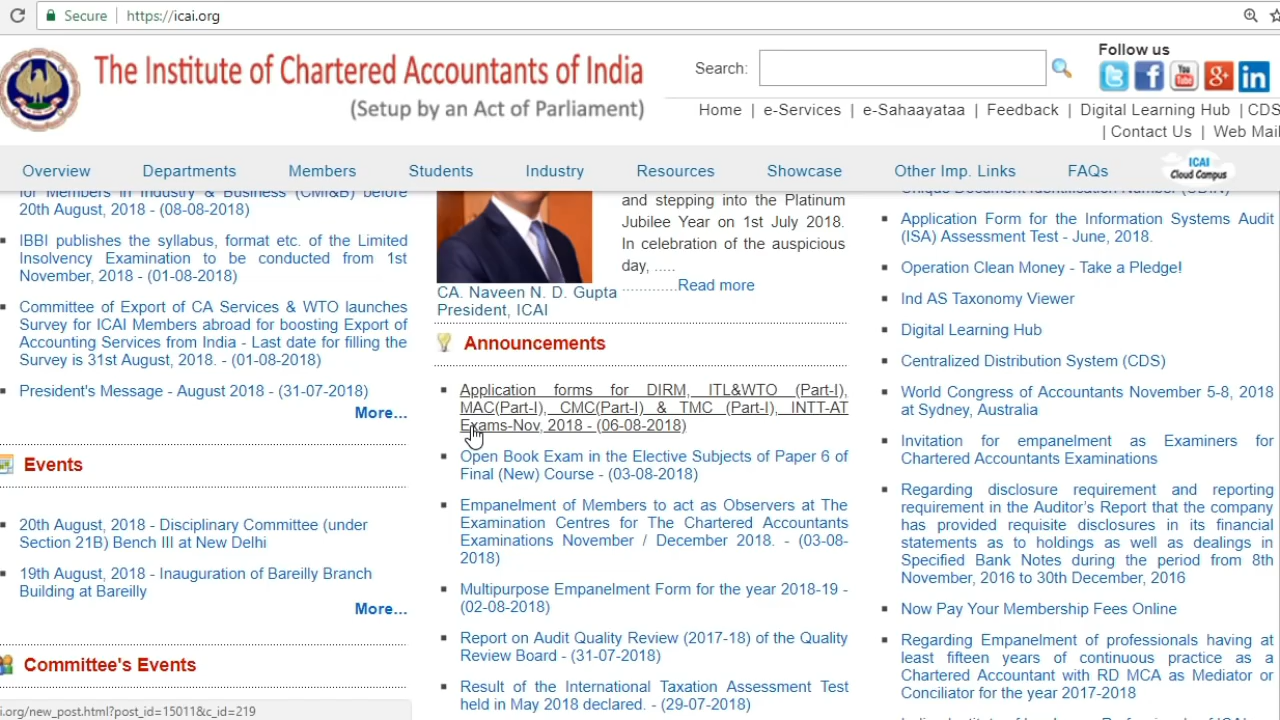 Secure
https://icai.org
The Institute of Chartered Accountants of India
(Setup by an Act of Parliament)
Search:
Follow us
You
Tube
Home | e-Services | e-Sahaayataa | Feedback | Digital Learning Hub | CDS
| Contact Us | Web Mail
Overview Departments Members Students Industry Resources Showcase Other Imp. Links FAQs
ICAI
Cloud Campus
for Members in Industry & Business (CMI&B) before
20th August, 2018 - (08-08-2018)
IBBI publishes the syllabus, format etc. of the Limited
Insolvency Examination to be conducted from 1st
November, 2018 - (01-08-2018)
Committee of Export of CA Services & WTO launches
Survey for ICAI Members abroad for boosting Export of
Accounting Services from India - Last date for filling the
Survey is 31st August, 2018. - (01-08-2018)
President's Message - August 2018 - (31-07-2018)
More...
Events
20th August, 2018 - Disciplinary Committee (under
Section 21B) Bench III at New Delhi
19th August, 2018 - Inauguration of Bareilly Branch
Building at Bareilly
More...
Committee's Events
i.org/new_post.html?post_id=15011&c_id=219
and stepping into the Platinum
Jubilee Year on 1st July 2018.
In celebration of the auspicious
day, .....
............Read more
CA. Naveen N. D. Gupta
President, ICAI
Announcements
Application forms for DIRM, ITL&WTO (Part-I),
MAC(Part-I), CMC(Part-I) & TMC (Part-I), INTT-AT
Exams-Nov, 2018 - (06-08-2018)
Open Book Exam in the Elective Subjects of Paper 6 of
Final (New) Course - (03-08-2018)
Empanelment of Members to act as Observers at The
Examination Centres for The Chartered Accountants
Examinations November / December 2018. - (03-08-
2018)
Multipurpose Empanelment Form for the year 2018-19 -
(02-08-2018)
Report on Audit Quality Review (2017-18) of the Quality
Review Board - (31-07-2018)
Result of the International Taxation Assessment Test
held in May 2018 declared. - (29-07-2018)
Unique Document Identification Number (UDIN)
Application Form for the Information Systems Audit
(ISA) Assessment Test - June, 2018.
Operation Clean Money - Take a Pledge!
Ind AS Taxonomy Viewer
Digital Learning Hub
Centralized Distribution System (CDS)
World Congress of Accountants November 5-8, 2018
at Sydney, Australia
Invitation for empanelment as Examiners for
Chartered Accountants Examinations
Regarding disclosure requirement and reporting
requirement in the Auditor's Report that the company
has provided requisite disclosures in its financial
statements as to holdings as well as dealings in
Specified Bank Notes during the period from 8th
November, 2016 to 30th December, 2016
Now Pay Your Membership Fees Online
Regarding Empanelment of professionals having at
least fifteen years of continuous practice as a
Chartered Accountant with RD MCA as Mediator or
Conciliator for the year 2017-2018